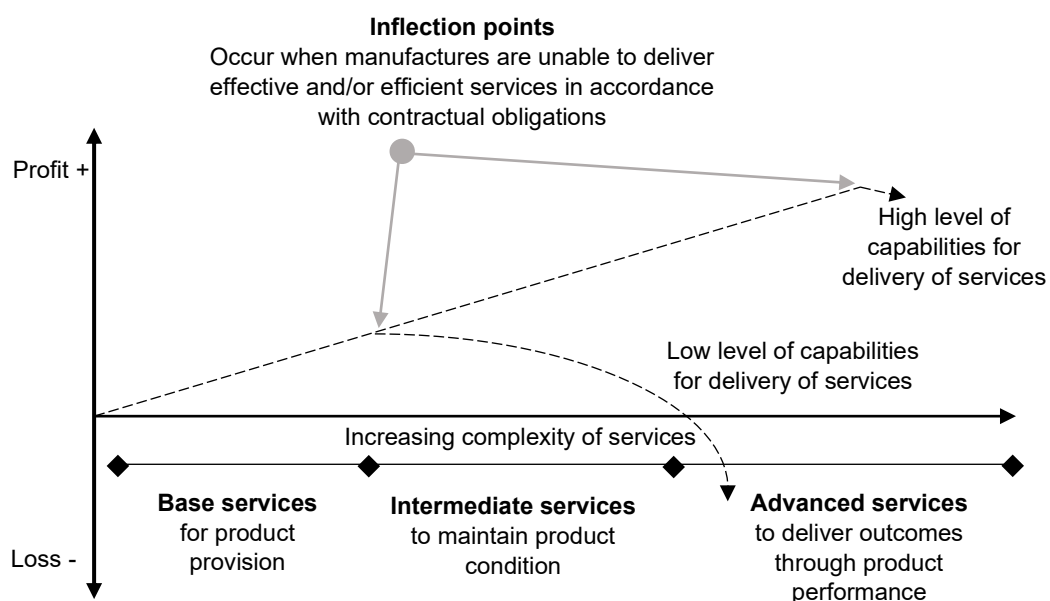 Inflection points
Occur when manufactures are unable to deliver
effective and/or efficient services in accordance
with contractual obligations
Profit +
High level of
capabilities for
delivery of services
Low level of capabilities
for delivery of services
Increasing complexity of services
Base services
for product
provision
Intermediate services
to maintain product
condition
Advanced services
to deliver outcomes
through product
performance
Loss -